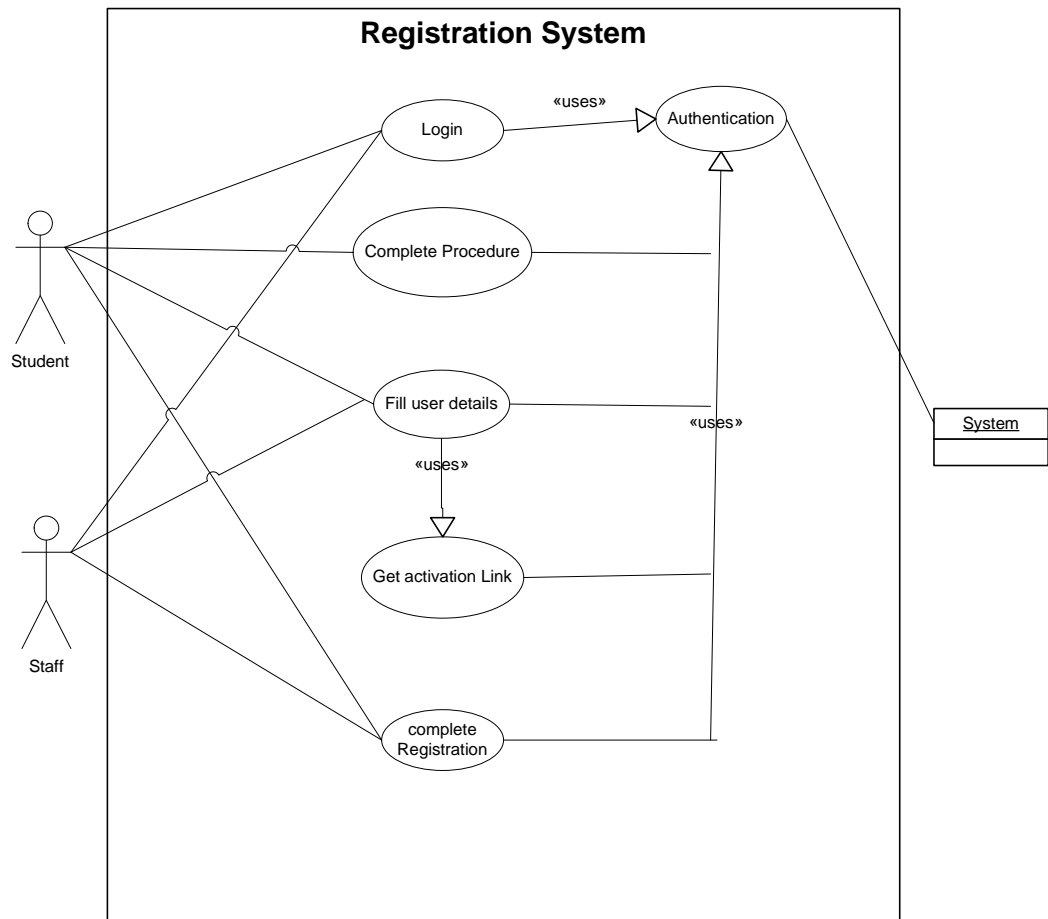 Registration System
«uses»
Login
Authentication
Complete Procedure
Student
Fill user details
«uses»
System
«uses»
Get activation Link
Staff
complete
Registration